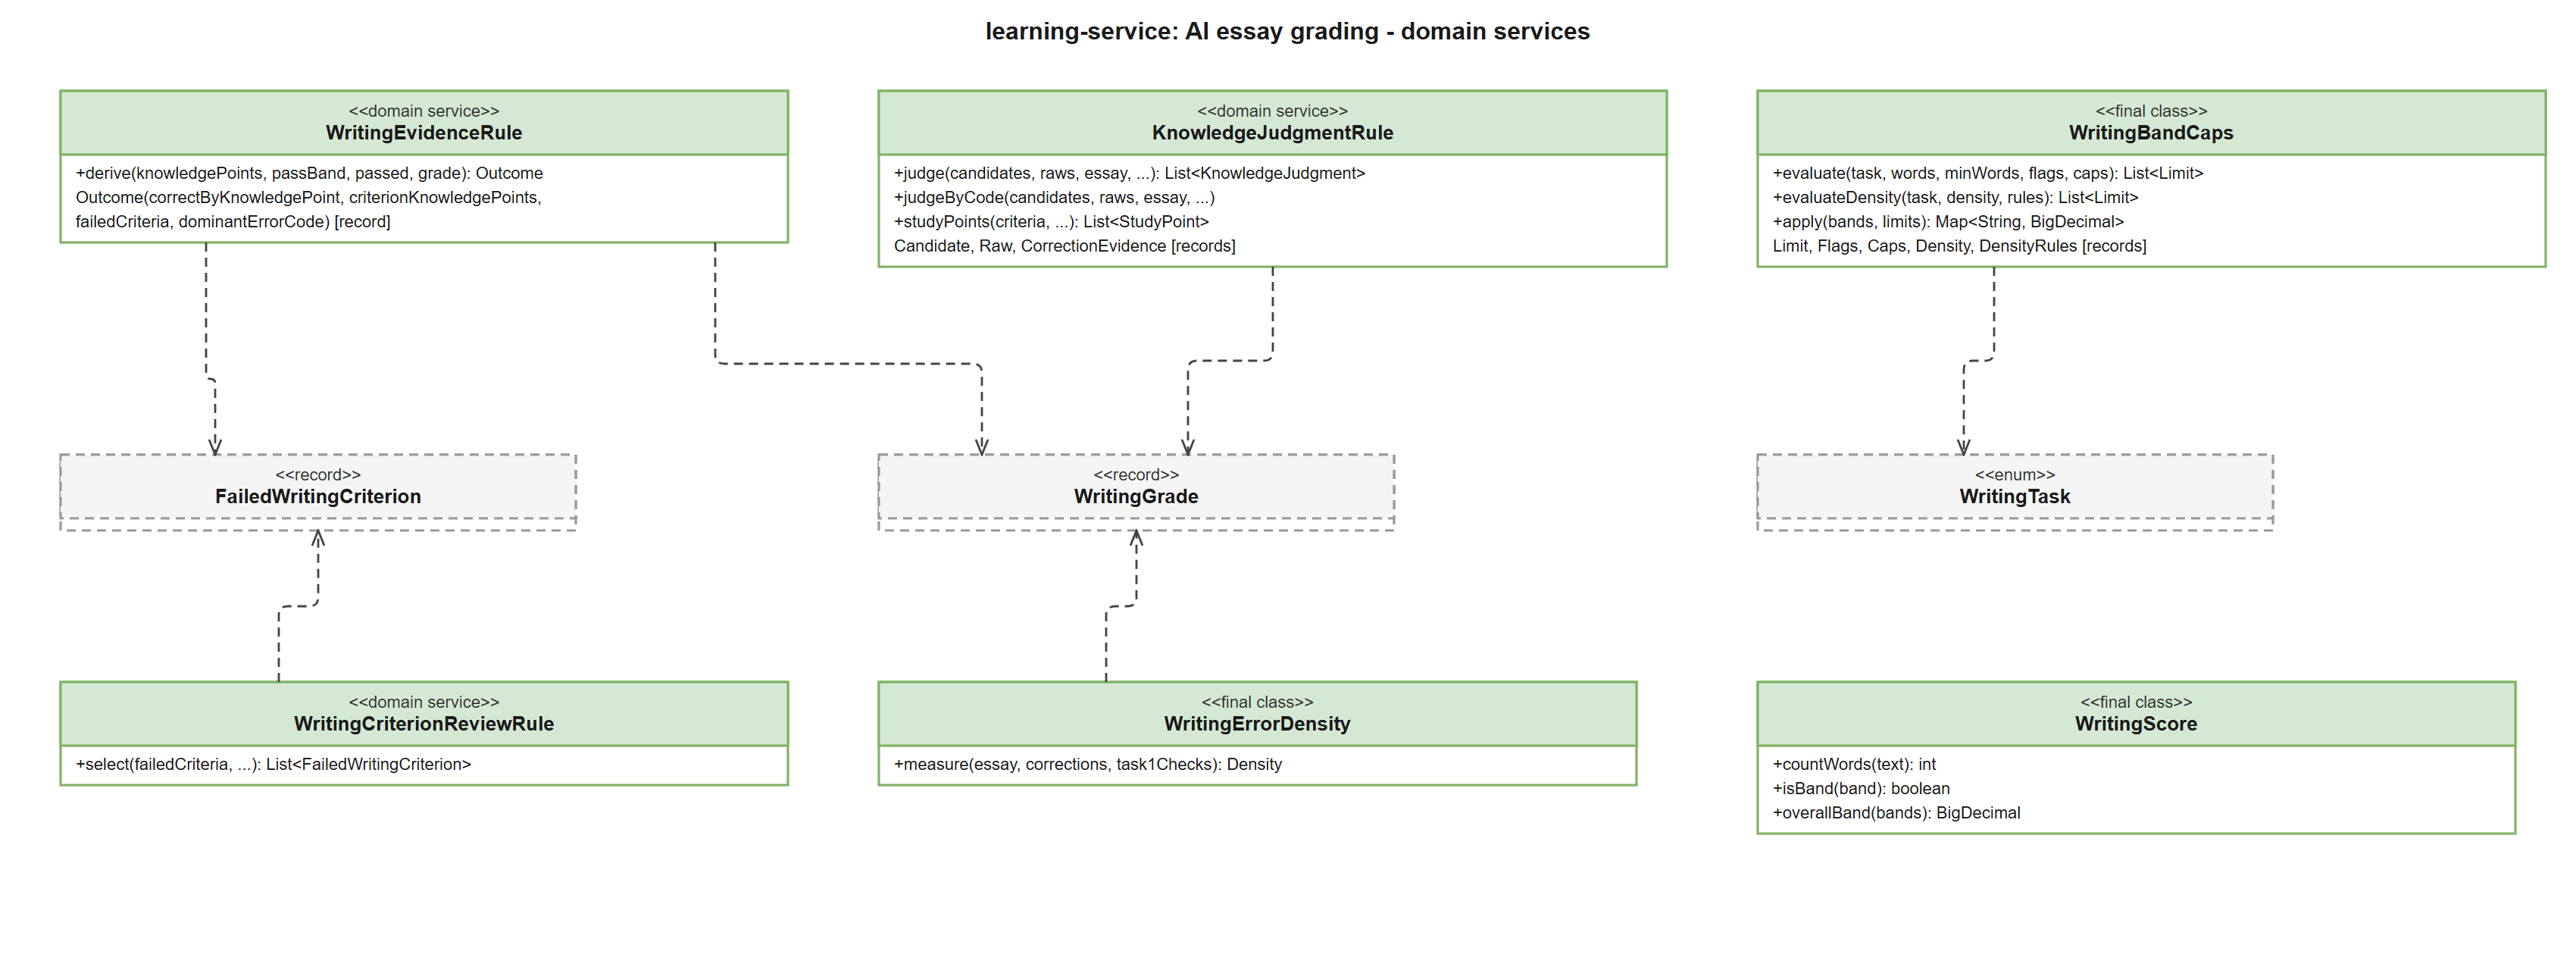 learning-service: AI essay grading - domain services
<<domain service>>
WritingEvidenceRule
+derive(knowledgePoints, passBand, passed, grade): Outcome
Outcome(correctByKnowledgePoint, criterionKnowledgePoints,
failedCriteria, dominantErrorCode) [record]
<<domain service>>
KnowledgeJudgmentRule
+judge(candidates, raws, essay, ...): List<KnowledgeJudgment>
+judgeByCode(candidates, raws, essay, ...)
+studyPoints(criteria, ...): List<StudyPoint>
Candidate, Raw, CorrectionEvidence [records]
<<final class>>
WritingBandCaps
+evaluate(task, words, minWords, flags, caps): List<Limit>
+evaluateDensity(task, density, rules): List<Limit>
+apply(bands, limits): Map<String, BigDecimal>
Limit, Flags, Caps, Density, DensityRules [records]
<<record>>
FailedWritingCriterion
<<record>>
WritingGrade
<<enum>>
WritingTask
<<domain service>>
WritingCriterionReviewRule
+select(failedCriteria, ...): List<FailedWritingCriterion>
<<final class>>
WritingErrorDensity
+measure(essay, corrections, task1Checks): Density
<<final class>>
WritingScore
+countWords(text): int
+isBand(band): boolean
+overallBand(bands): BigDecimal